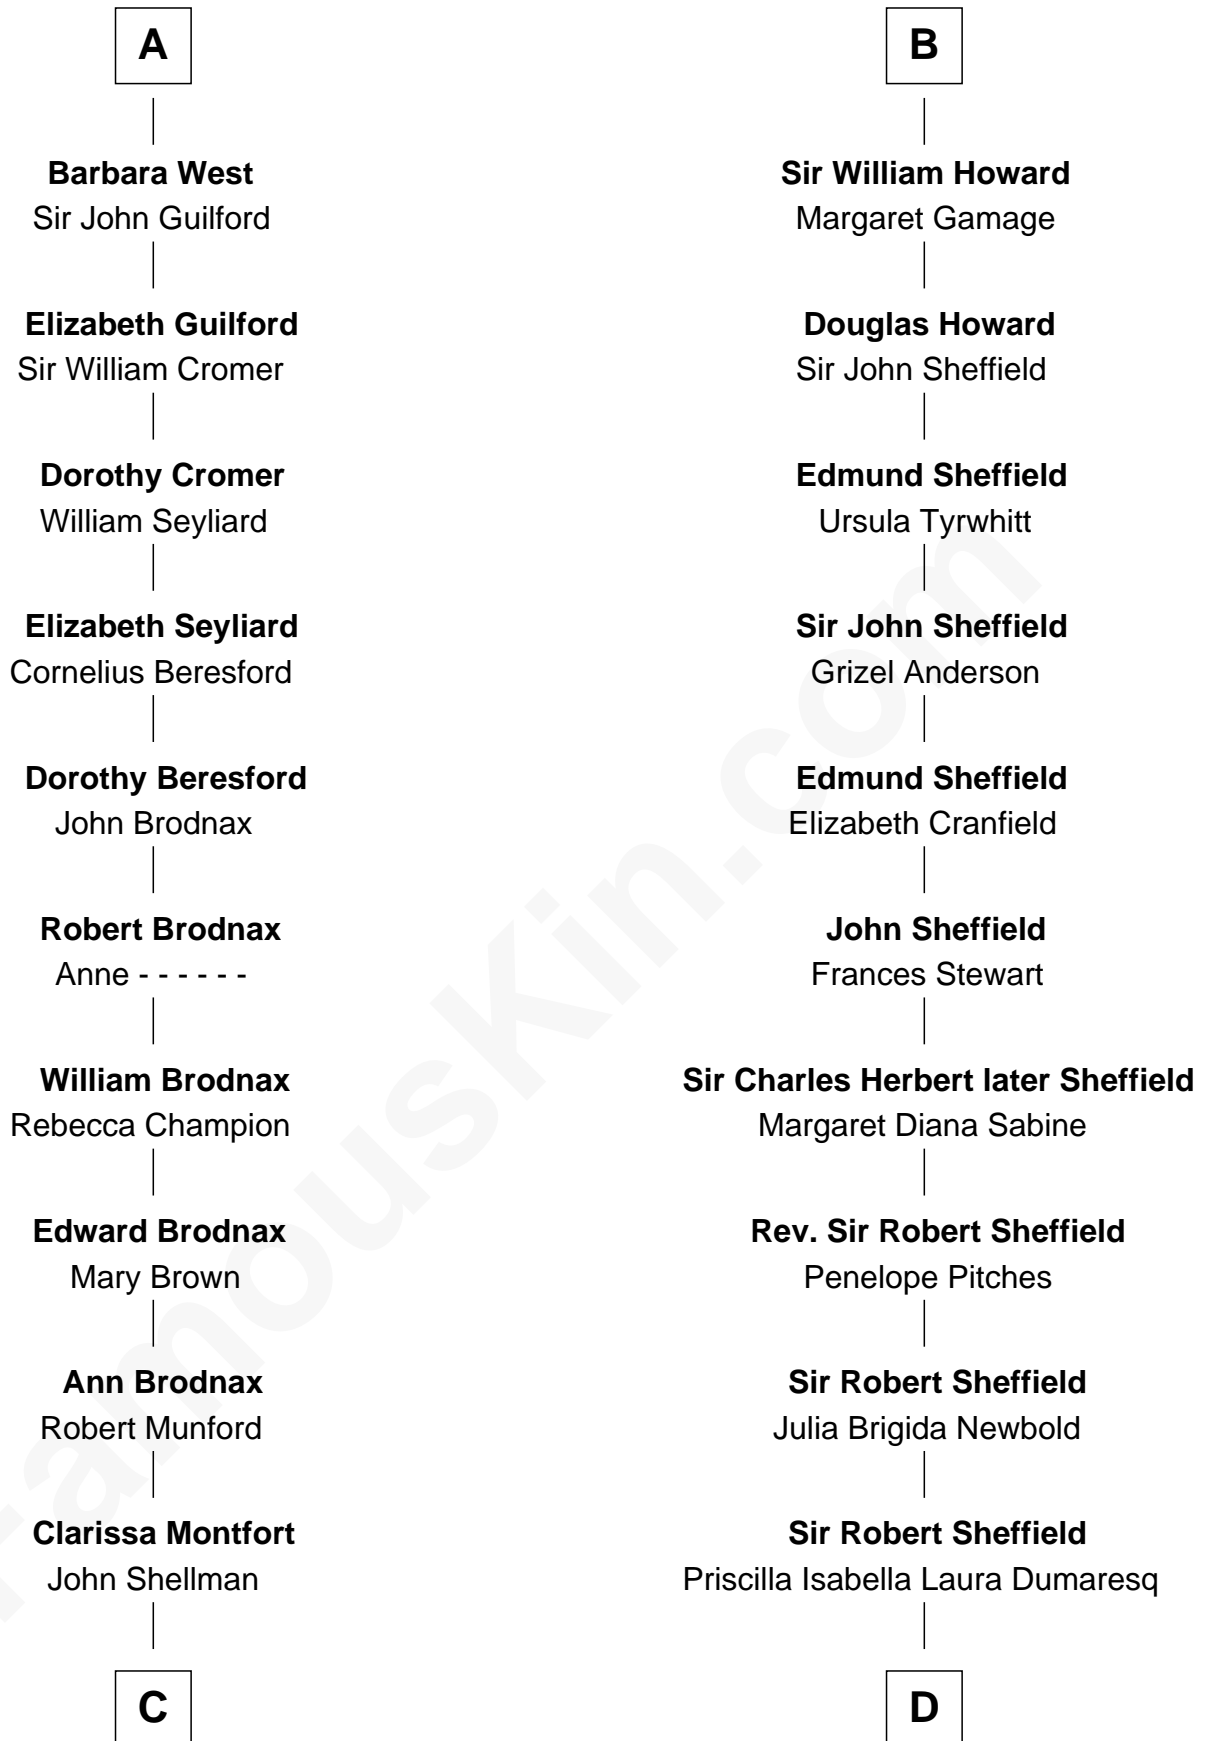 A
Barbara West
Sir John Guilford
Elizabeth Guilford
Sir William Cromer
Dorothy Cromer
William Seyliard
Elizabeth Seyliard
Cornelius Beresford
Dorothy Beresford
John Brodnax
Robert Brodnax
Anne - - - - - -
William Brodnax
Rebecca Champion
Edward Brodnax
Mary Brown
Ann Brodnax
Robert Munford
Clarissa Montfort
John Shellman
C
B
Sir William Howard
Margaret Gamage
Douglas Howard
Sir John Sheffield
Edmund Sheffield
Ursula Tyrwhitt
Sir John Sheffield
Grizel Anderson
Edmund Sheffield
Elizabeth Cranfield
John Sheffield
Frances Stewart
Sir Charles Herbert later Sheffield
Margaret Diana Sabine
Rev. Sir Robert Sheffield
Penelope Pitches
Sir Robert Sheffield
Julia Brigida Newbold
Sir Robert Sheffield
Priscilla Isabella Laura Dumaresq
D
FamousKin.com